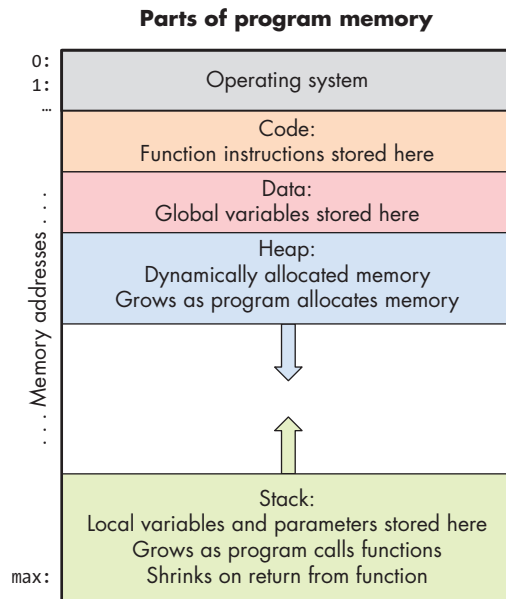 Parts of program memory
0:
1:
…
Operating system
Code:
Function instructions stored here
Data:
Global variables stored here
Heap:
Dynamically allocated memory
Grows as program allocates memory
. . . . Memory addresses . . . .
Stack:
Local variables and parameters stored here
Grows as program calls functions
max:
Shrinks on return from function